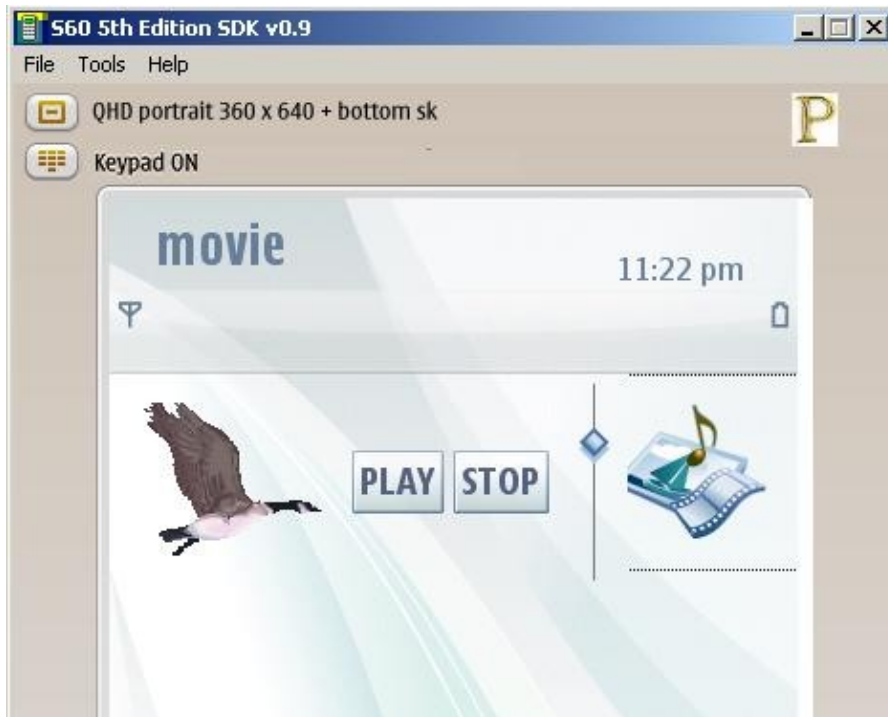 S60 5th Edition SDK v0.9
File Tools Help
QHD portrait 360 x 640 + bottom sk
P
Keypad ON
movie
11:22 pm
PLAY STOP